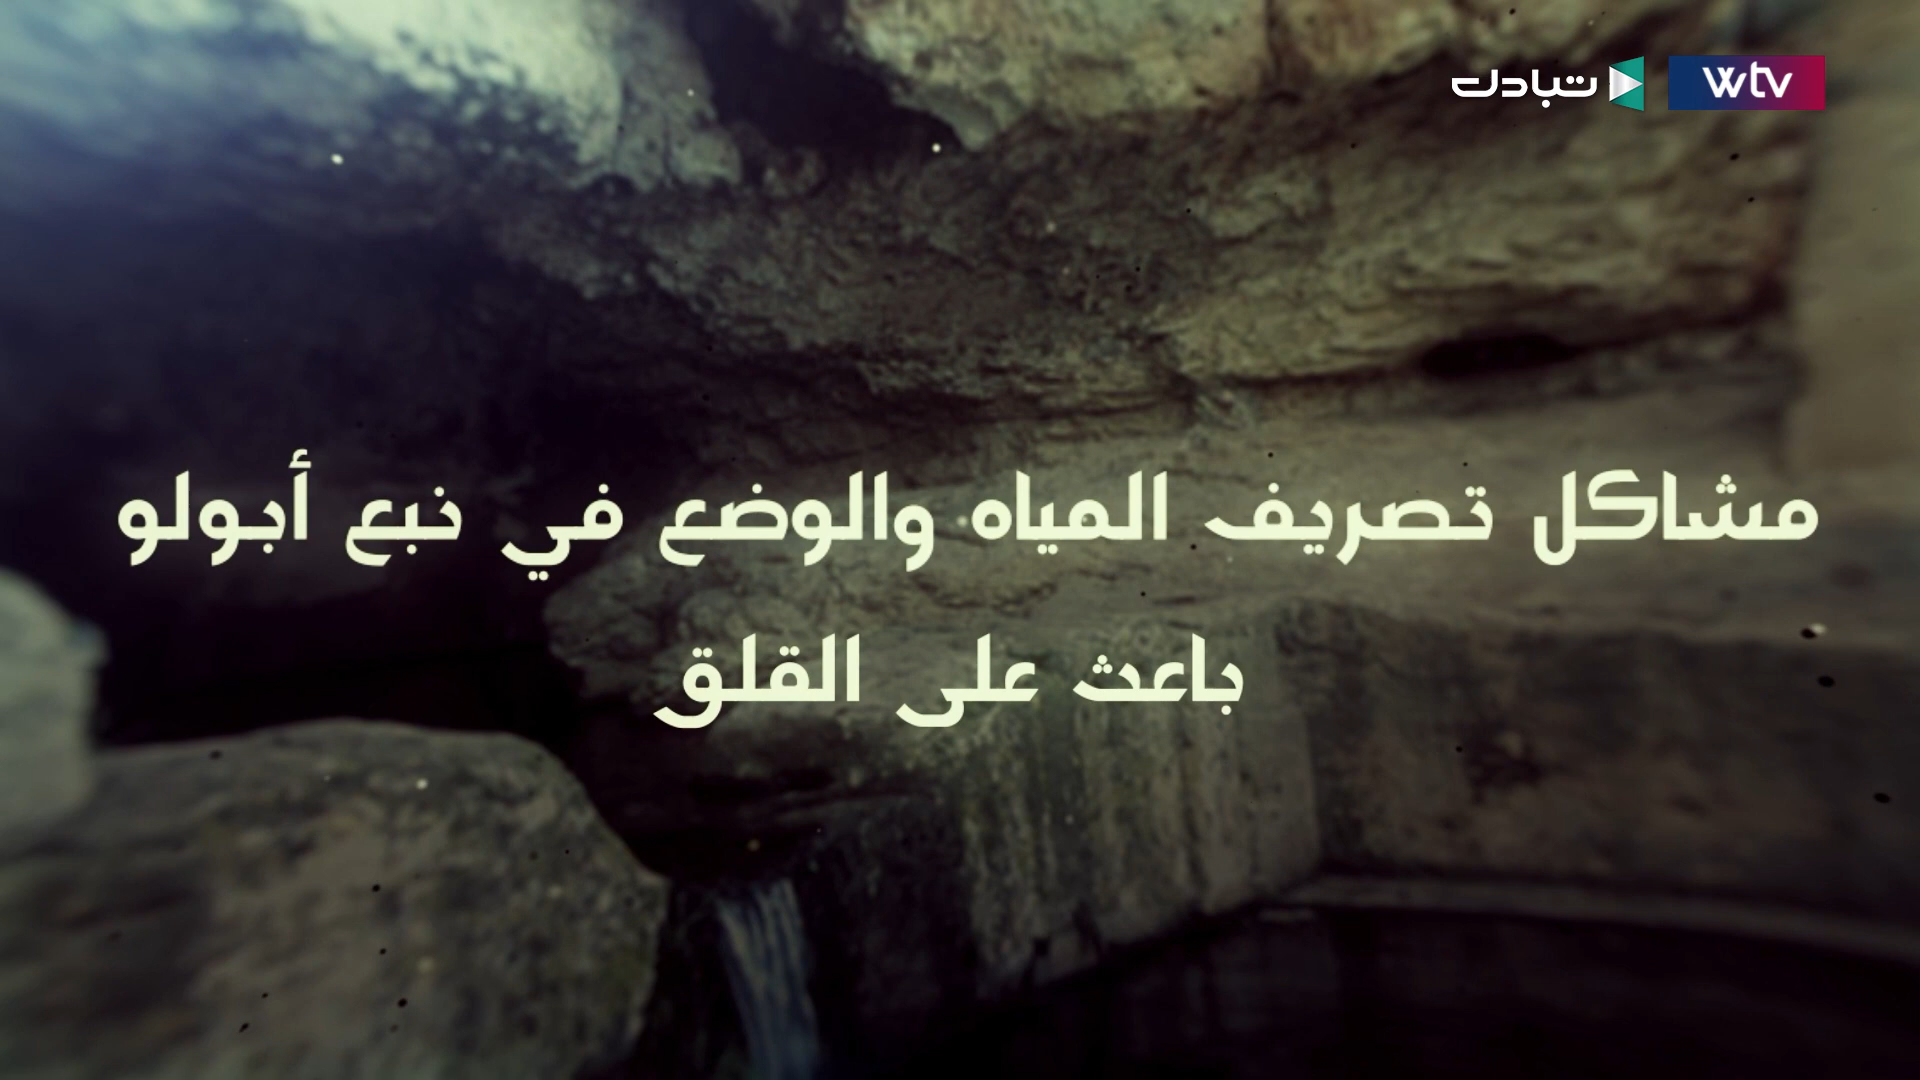 تبادل wtv
مشاكل تصريف المياه والوضع في نبع أبولو
باعث على القلق